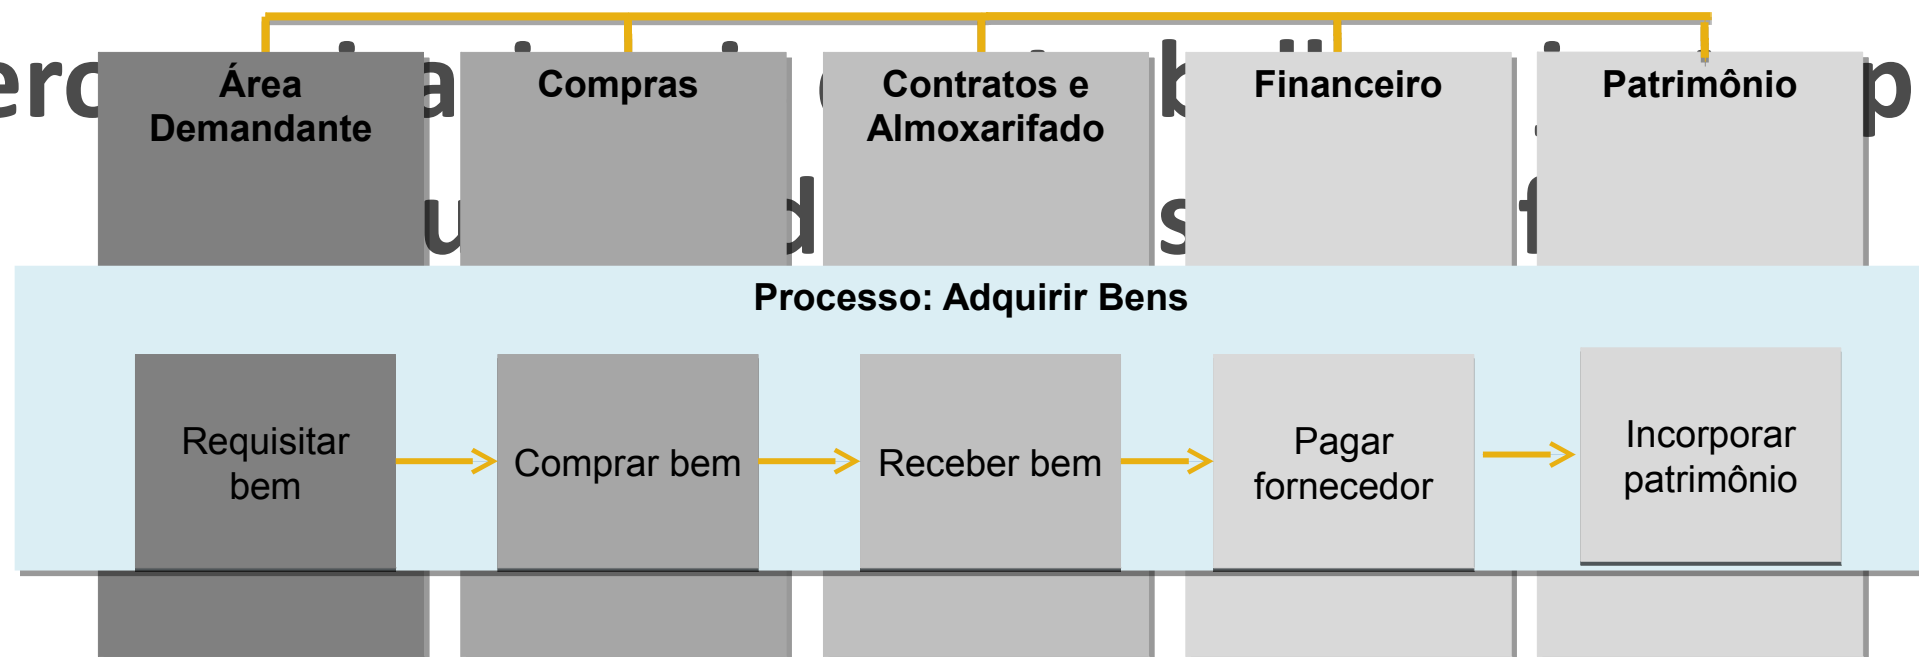 Área
Demandante
Compras
Contratos e
Almoxarifado
Financeiro
Patrimônio
Processo: Adquirir Bens
Requisitar
bem
Comprar bem
Receber bem
Pagar
fornecedor
Incorporar
patrimônio